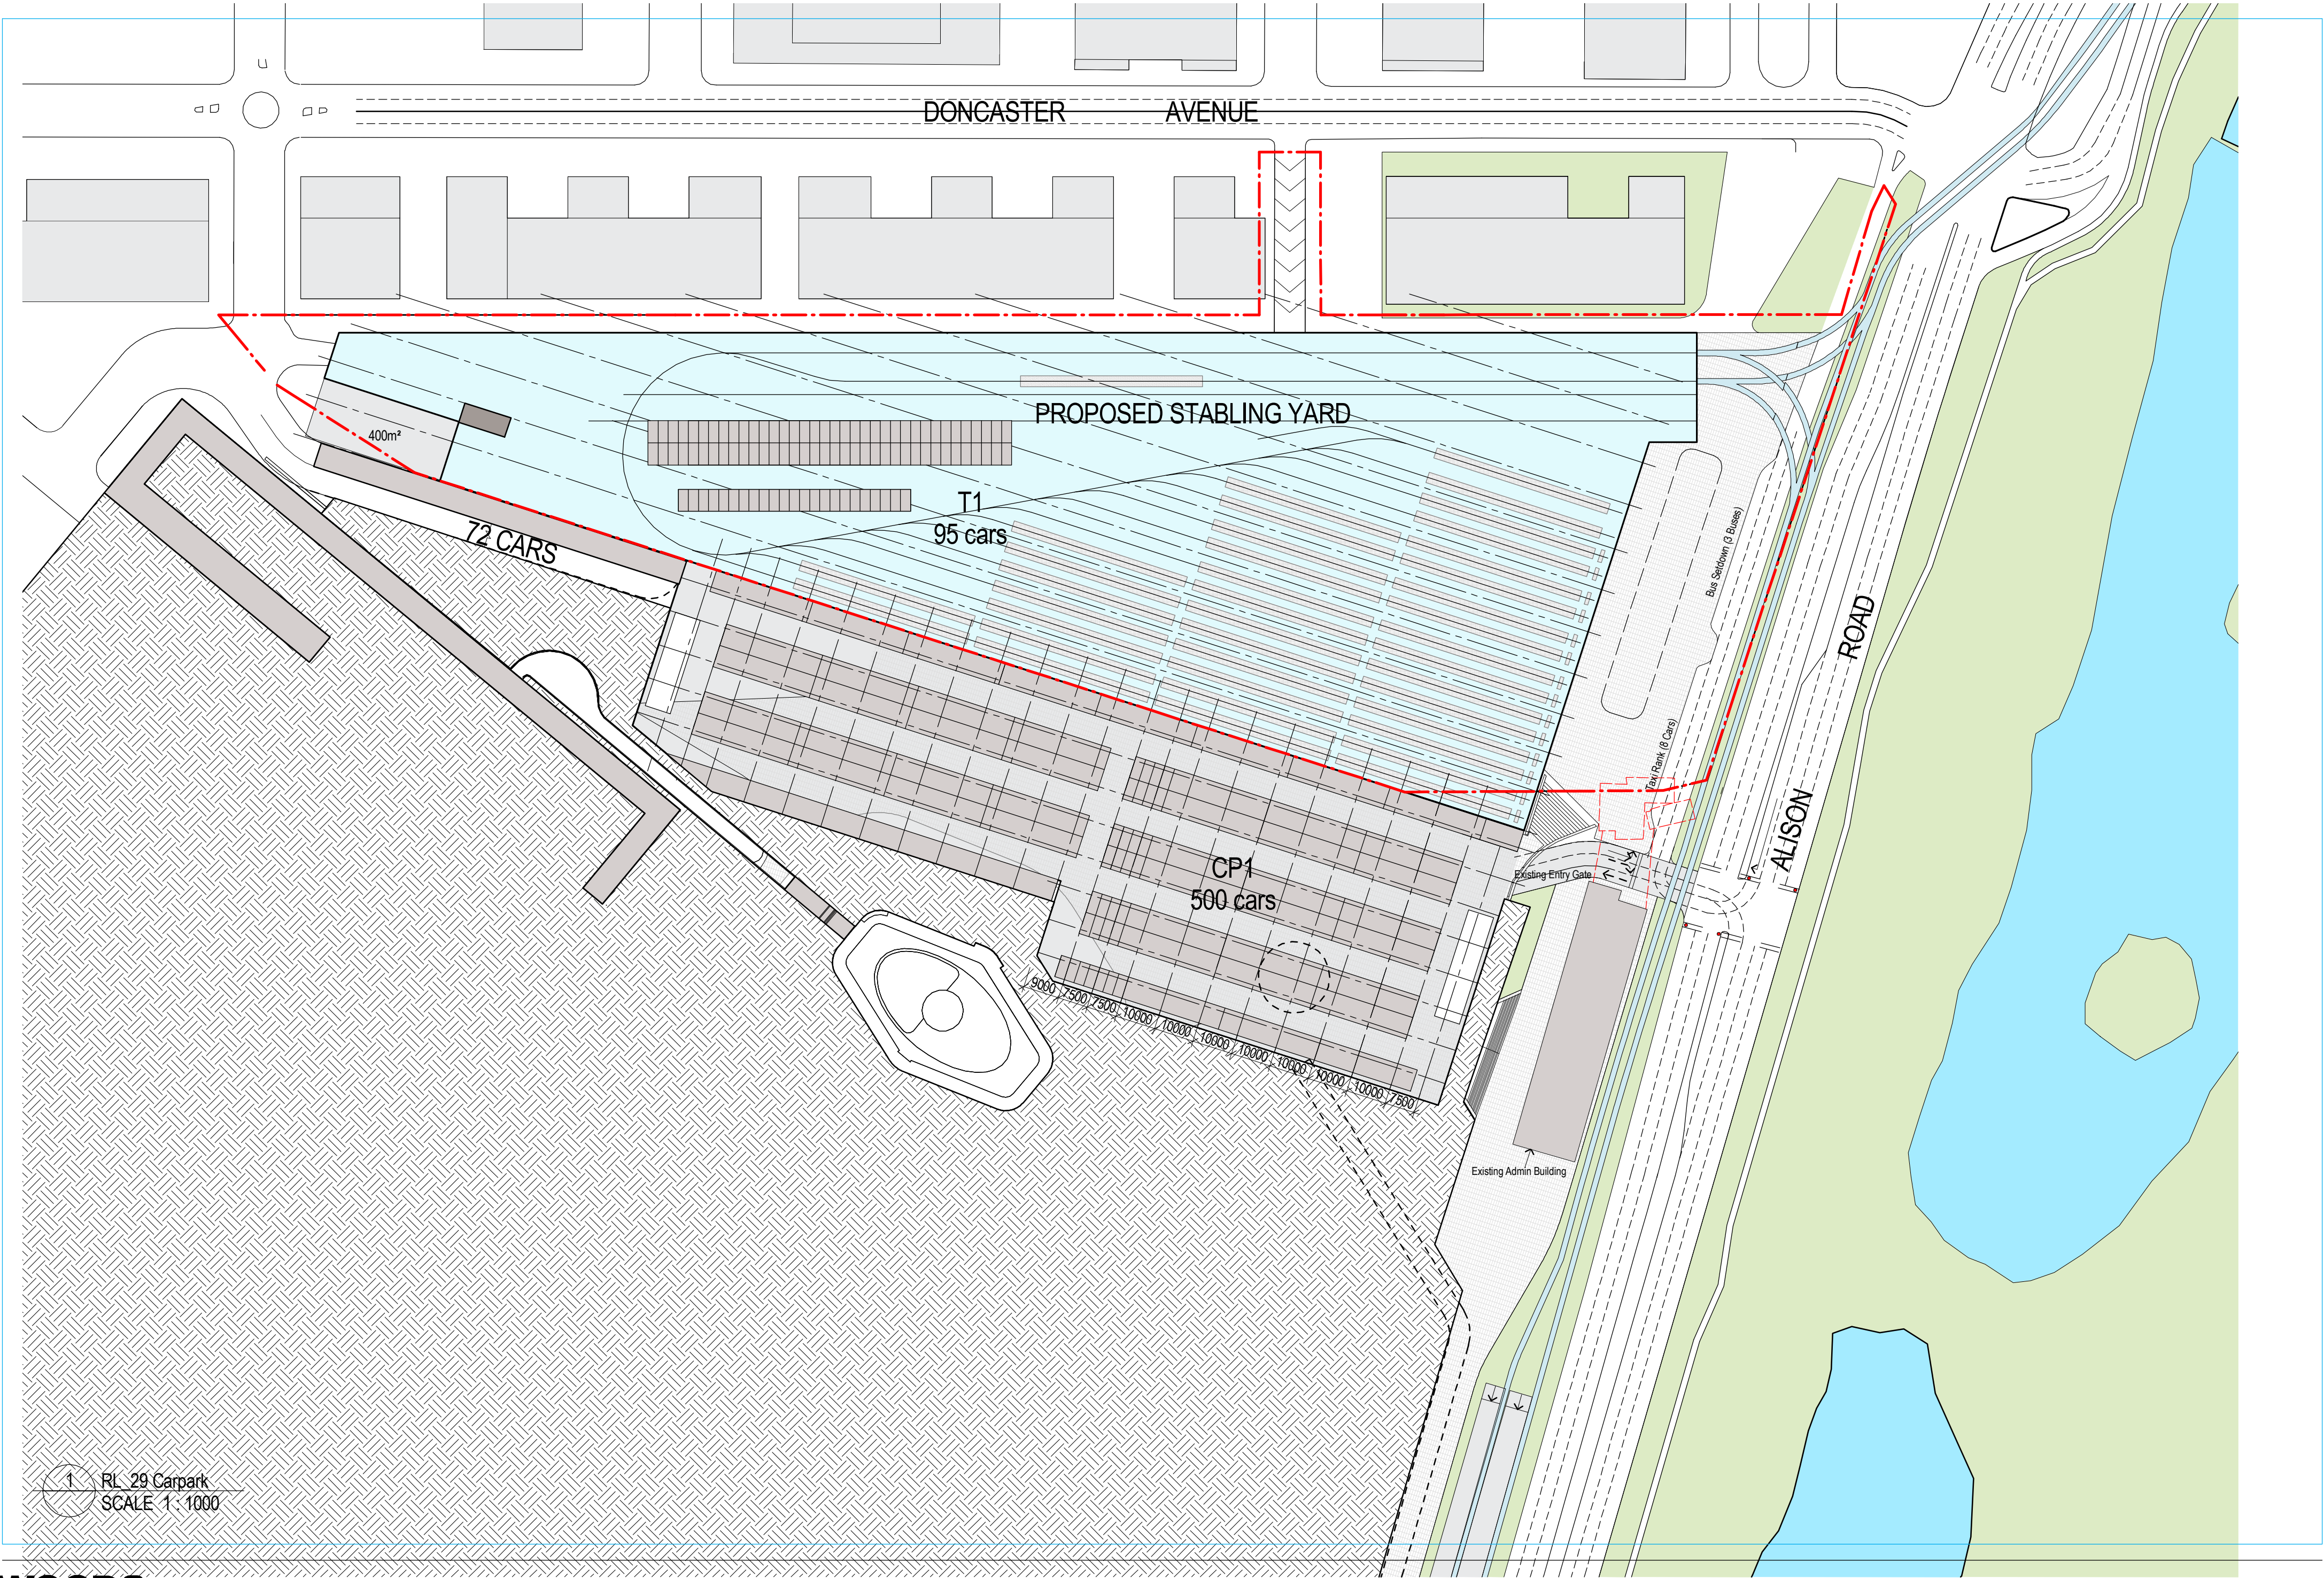 DONCASTER AVENUE
400m²
PROPOSED STABLING YARD
T1
95 cars
72 CARS
Bus Setdown (3 Buses)
ROAD
Taxi Rank (8 Cars)
ALISON
CP1
500 cars
Existing Entry Gate
9000 7500 7500 10000 10000 10000 10000 10000 10000 10000 7500
Existing Admin Building
1 RL_29 Carpark
SCALE 1 : 1000